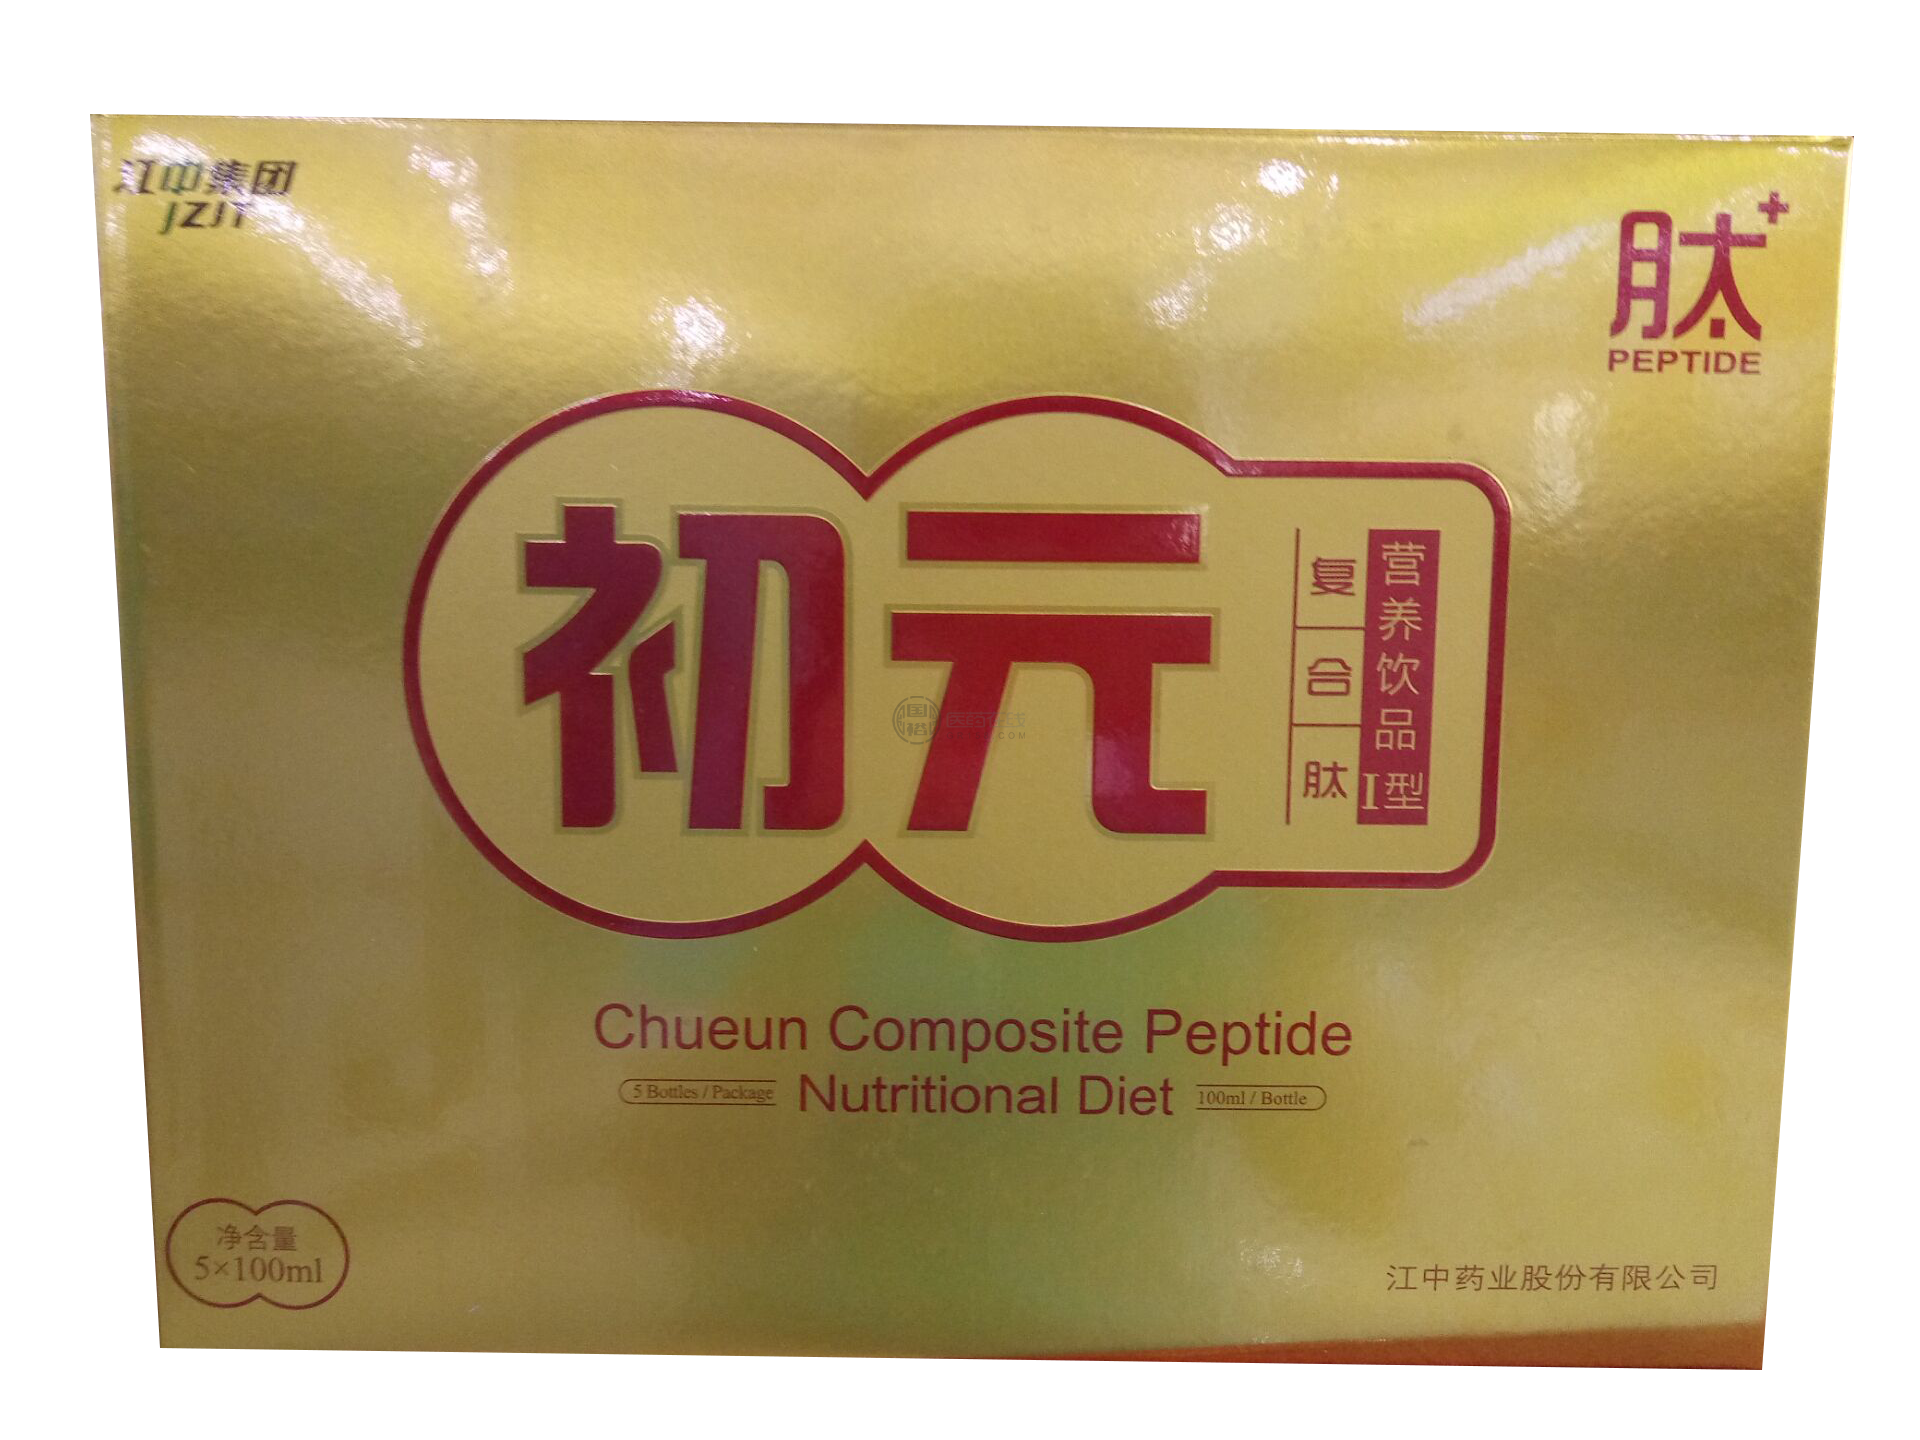 江中集团
JZJT
肽+
PEPTIDE
初元
复合肽
营养饮品
I型
Chueun Composite Peptide
5 Bottles / Package
Nutritional Diet
100ml / Bottle
净含量
5×100ml
江中药业股份有限公司